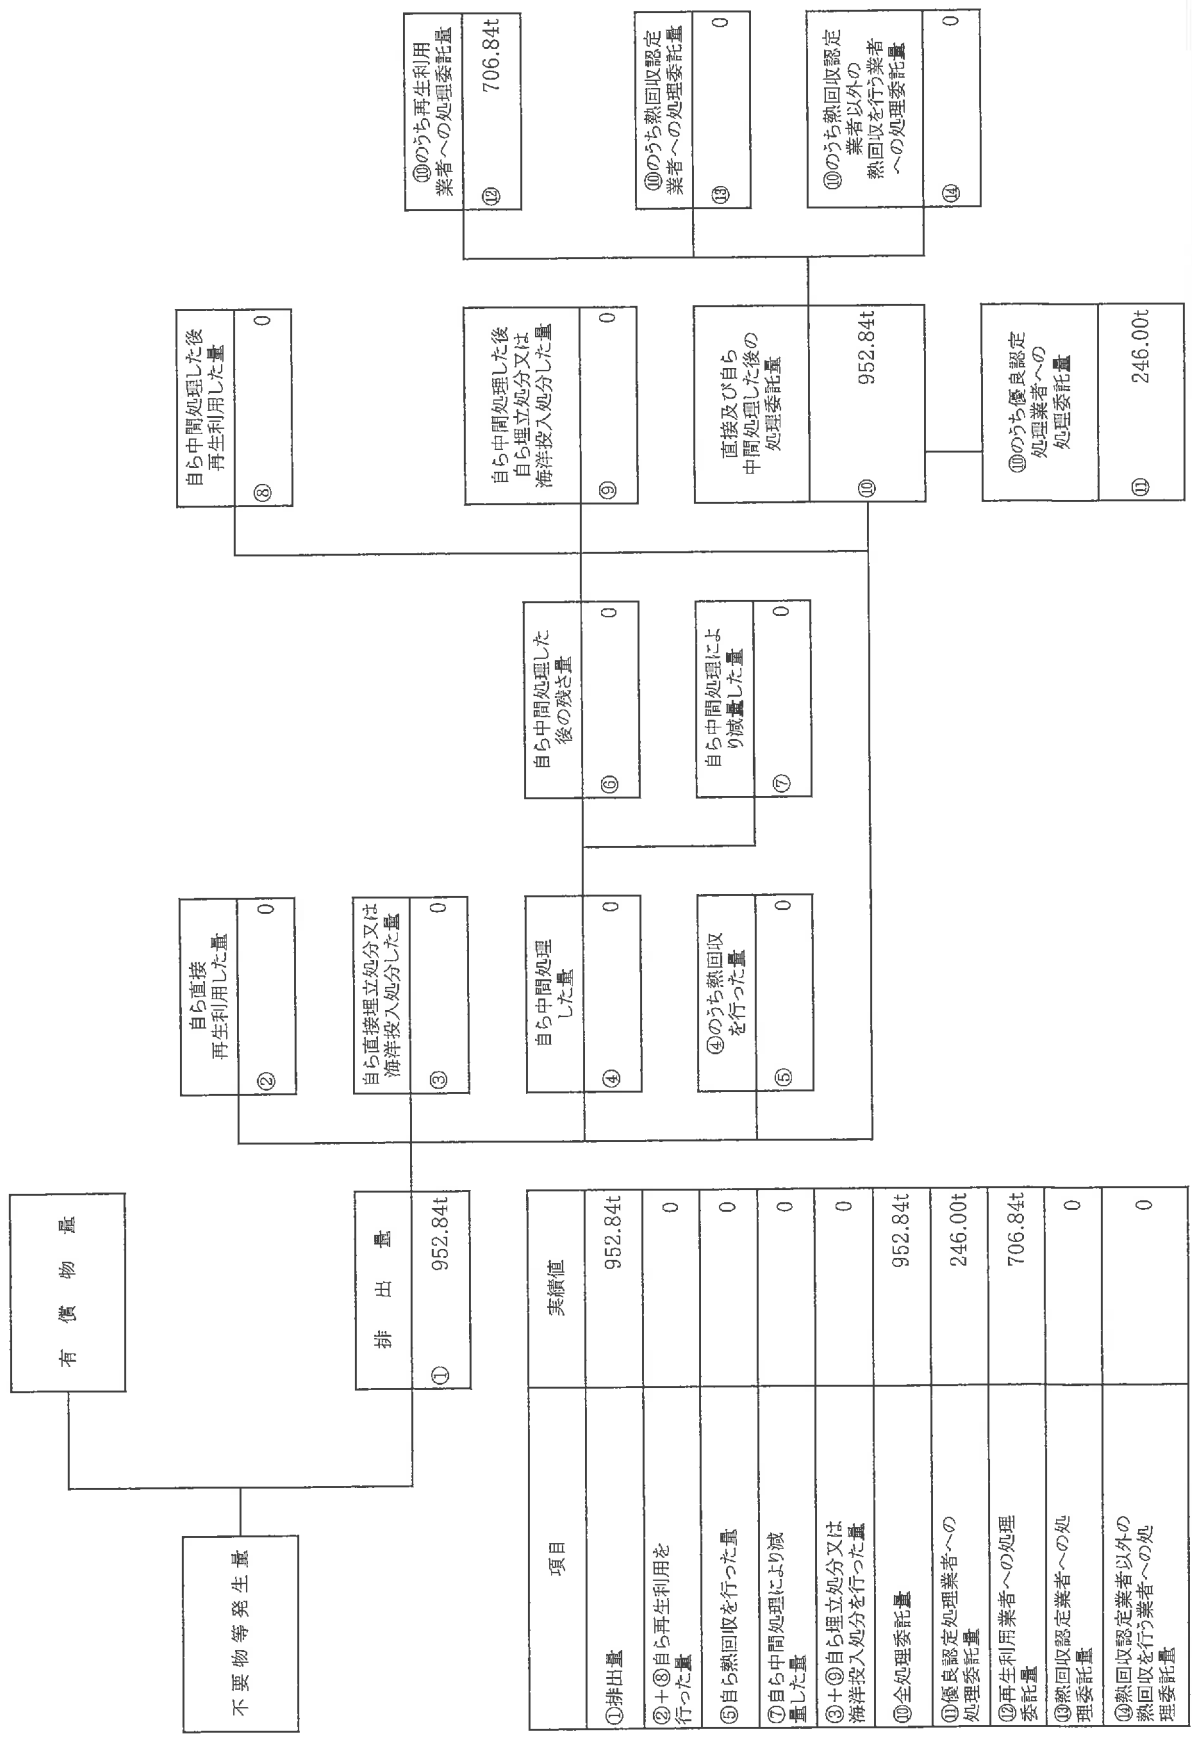 不要物等発生量
有償物量
排出量
① 952.84t
自ら直接
再生利用した量
② 0
自ら直接埋立処分又は
海洋投入処分した量
③ 0
自ら中間処理
した量
④ 0
④のうち熱回収
を行った量
⑤ 0
自ら中間処理した
後の残さ量
⑥ 0
自ら中間処理によ
り減量した量
⑦ 0
自ら中間処理した後
再生利用した量
⑧ 0
自ら中間処理した後
自ら埋立処分又は
海洋投入処分した量
⑨ 0
直接及び自ら
中間処理した後の
処理委託量
⑩ 952.84t
⑩のうち優良認定
処理業者への
処理委託量
⑪ 246.00t
⑩のうち再生利用
業者への処理委託量
⑫ 706.84t
⑩のうち熱回収認定
業者への処理委託量
⑬ 0
⑩のうち熱回収認定
業者以外の
熱回収を行う業者
への処理委託量
⑭ 0
項目 実績値
①排出量 952.84t
②+⑧自ら再生利用を
行った量 0
⑤自ら熱回収を行った量 0
⑦自ら中間処理により減
量した量 0
③+⑨自ら埋立処分又は
海洋投入処分を行った量 0
⑩全処理委託量 952.84t
⑪優良認定処理業者への
処理委託量 246.00t
⑫再生利用業者への処理
委託量 706.84t
⑬熱回収認定業者への処
理委託量 0
⑭熱回収認定業者以外の
熱回収を行う業者への処
理委託量 0